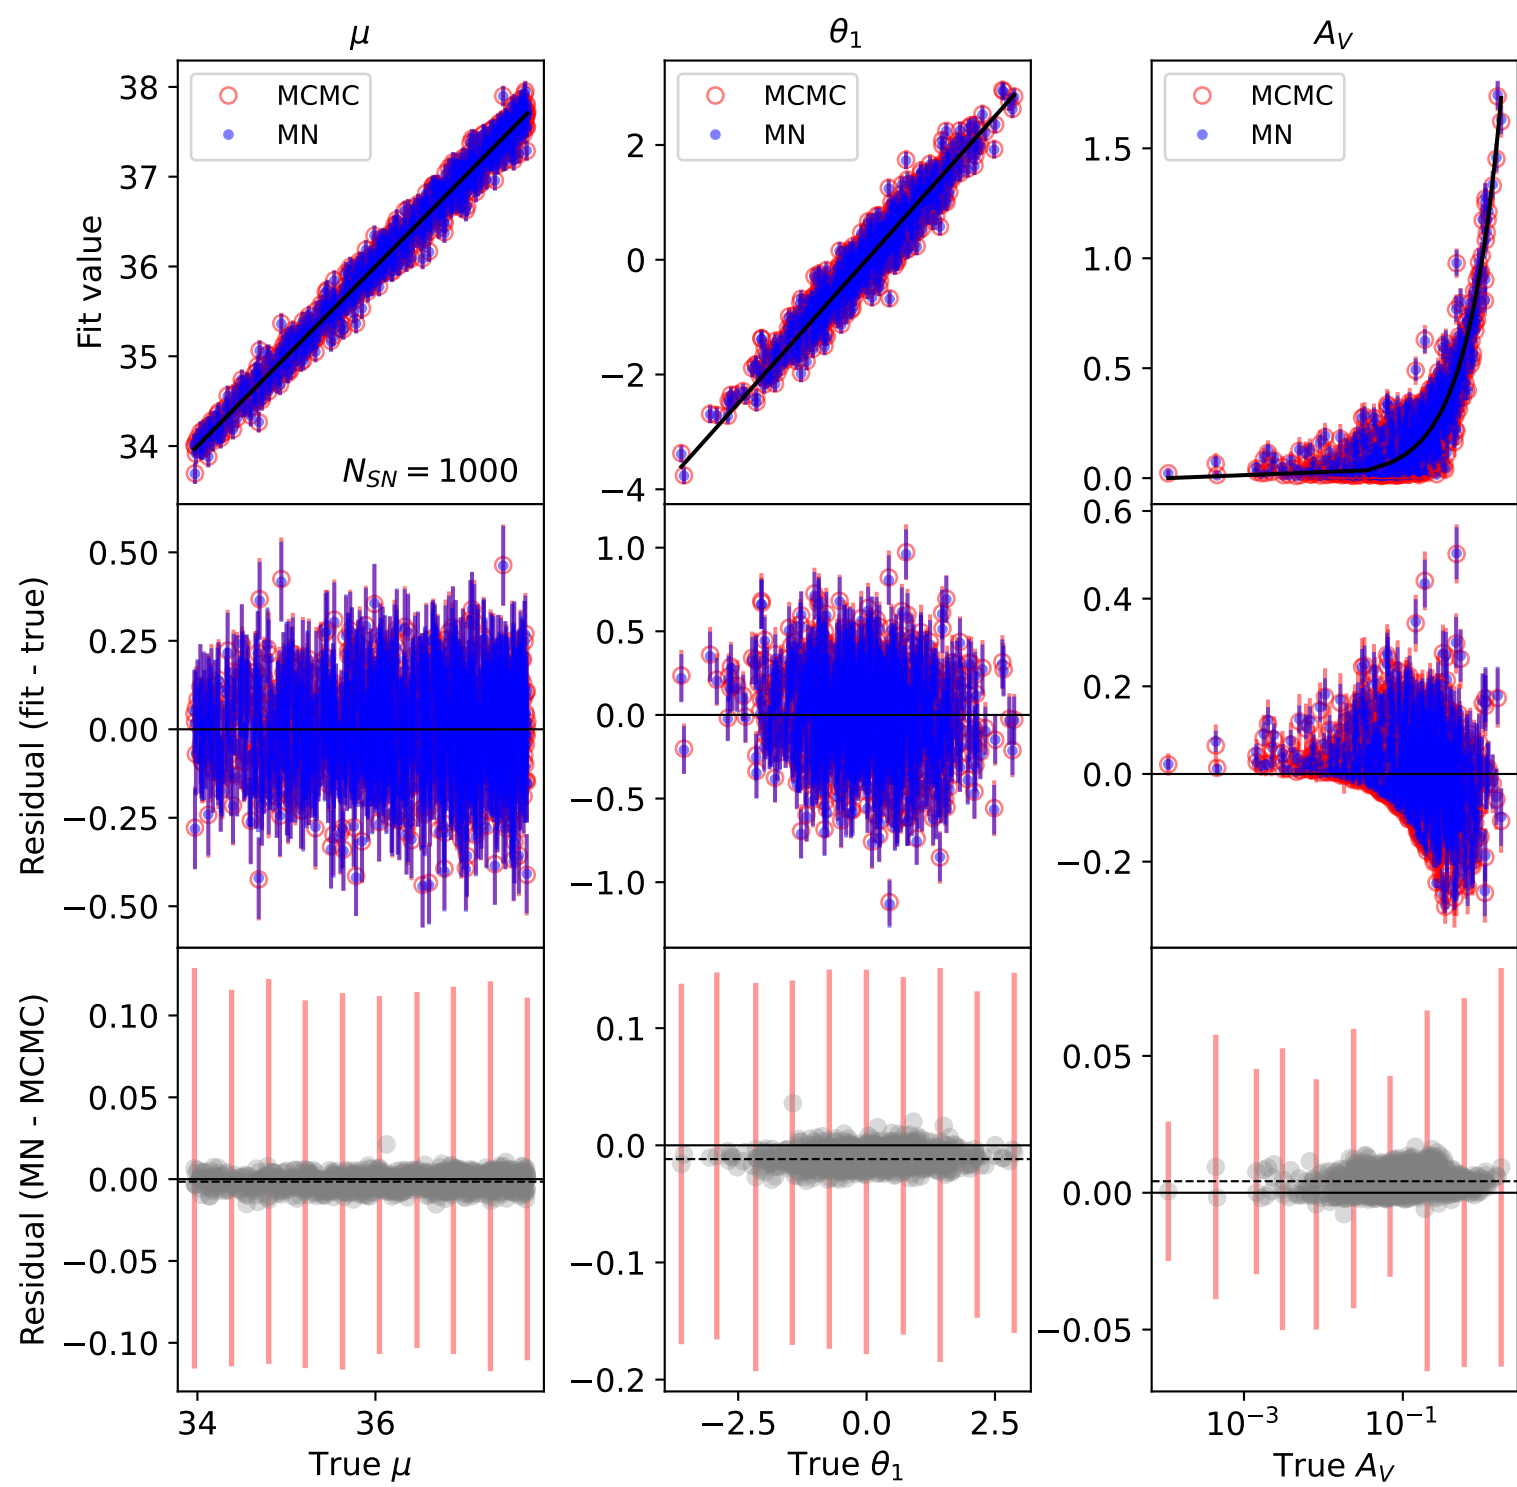 μ
θ₁
A_V
MCMC
MN
MCMC
MN
MCMC
MN
Fit value
38
37
36
35
34
2
0
−2
−4
1.5
1.0
0.5
0.0
N_SN = 1000
Residual (fit - true)
0.50
0.25
0.00
−0.25
−0.50
1.0
0.5
0.0
−0.5
−1.0
0.6
0.4
0.2
0.0
−0.2
Residual (MN - MCMC)
0.10
0.05
0.00
−0.05
−0.10
0.1
0.0
−0.1
−0.2
0.05
0.00
−0.05
34 36
−2.5 0.0 2.5
10⁻³ 10⁻¹
True μ
True θ₁
True A_V